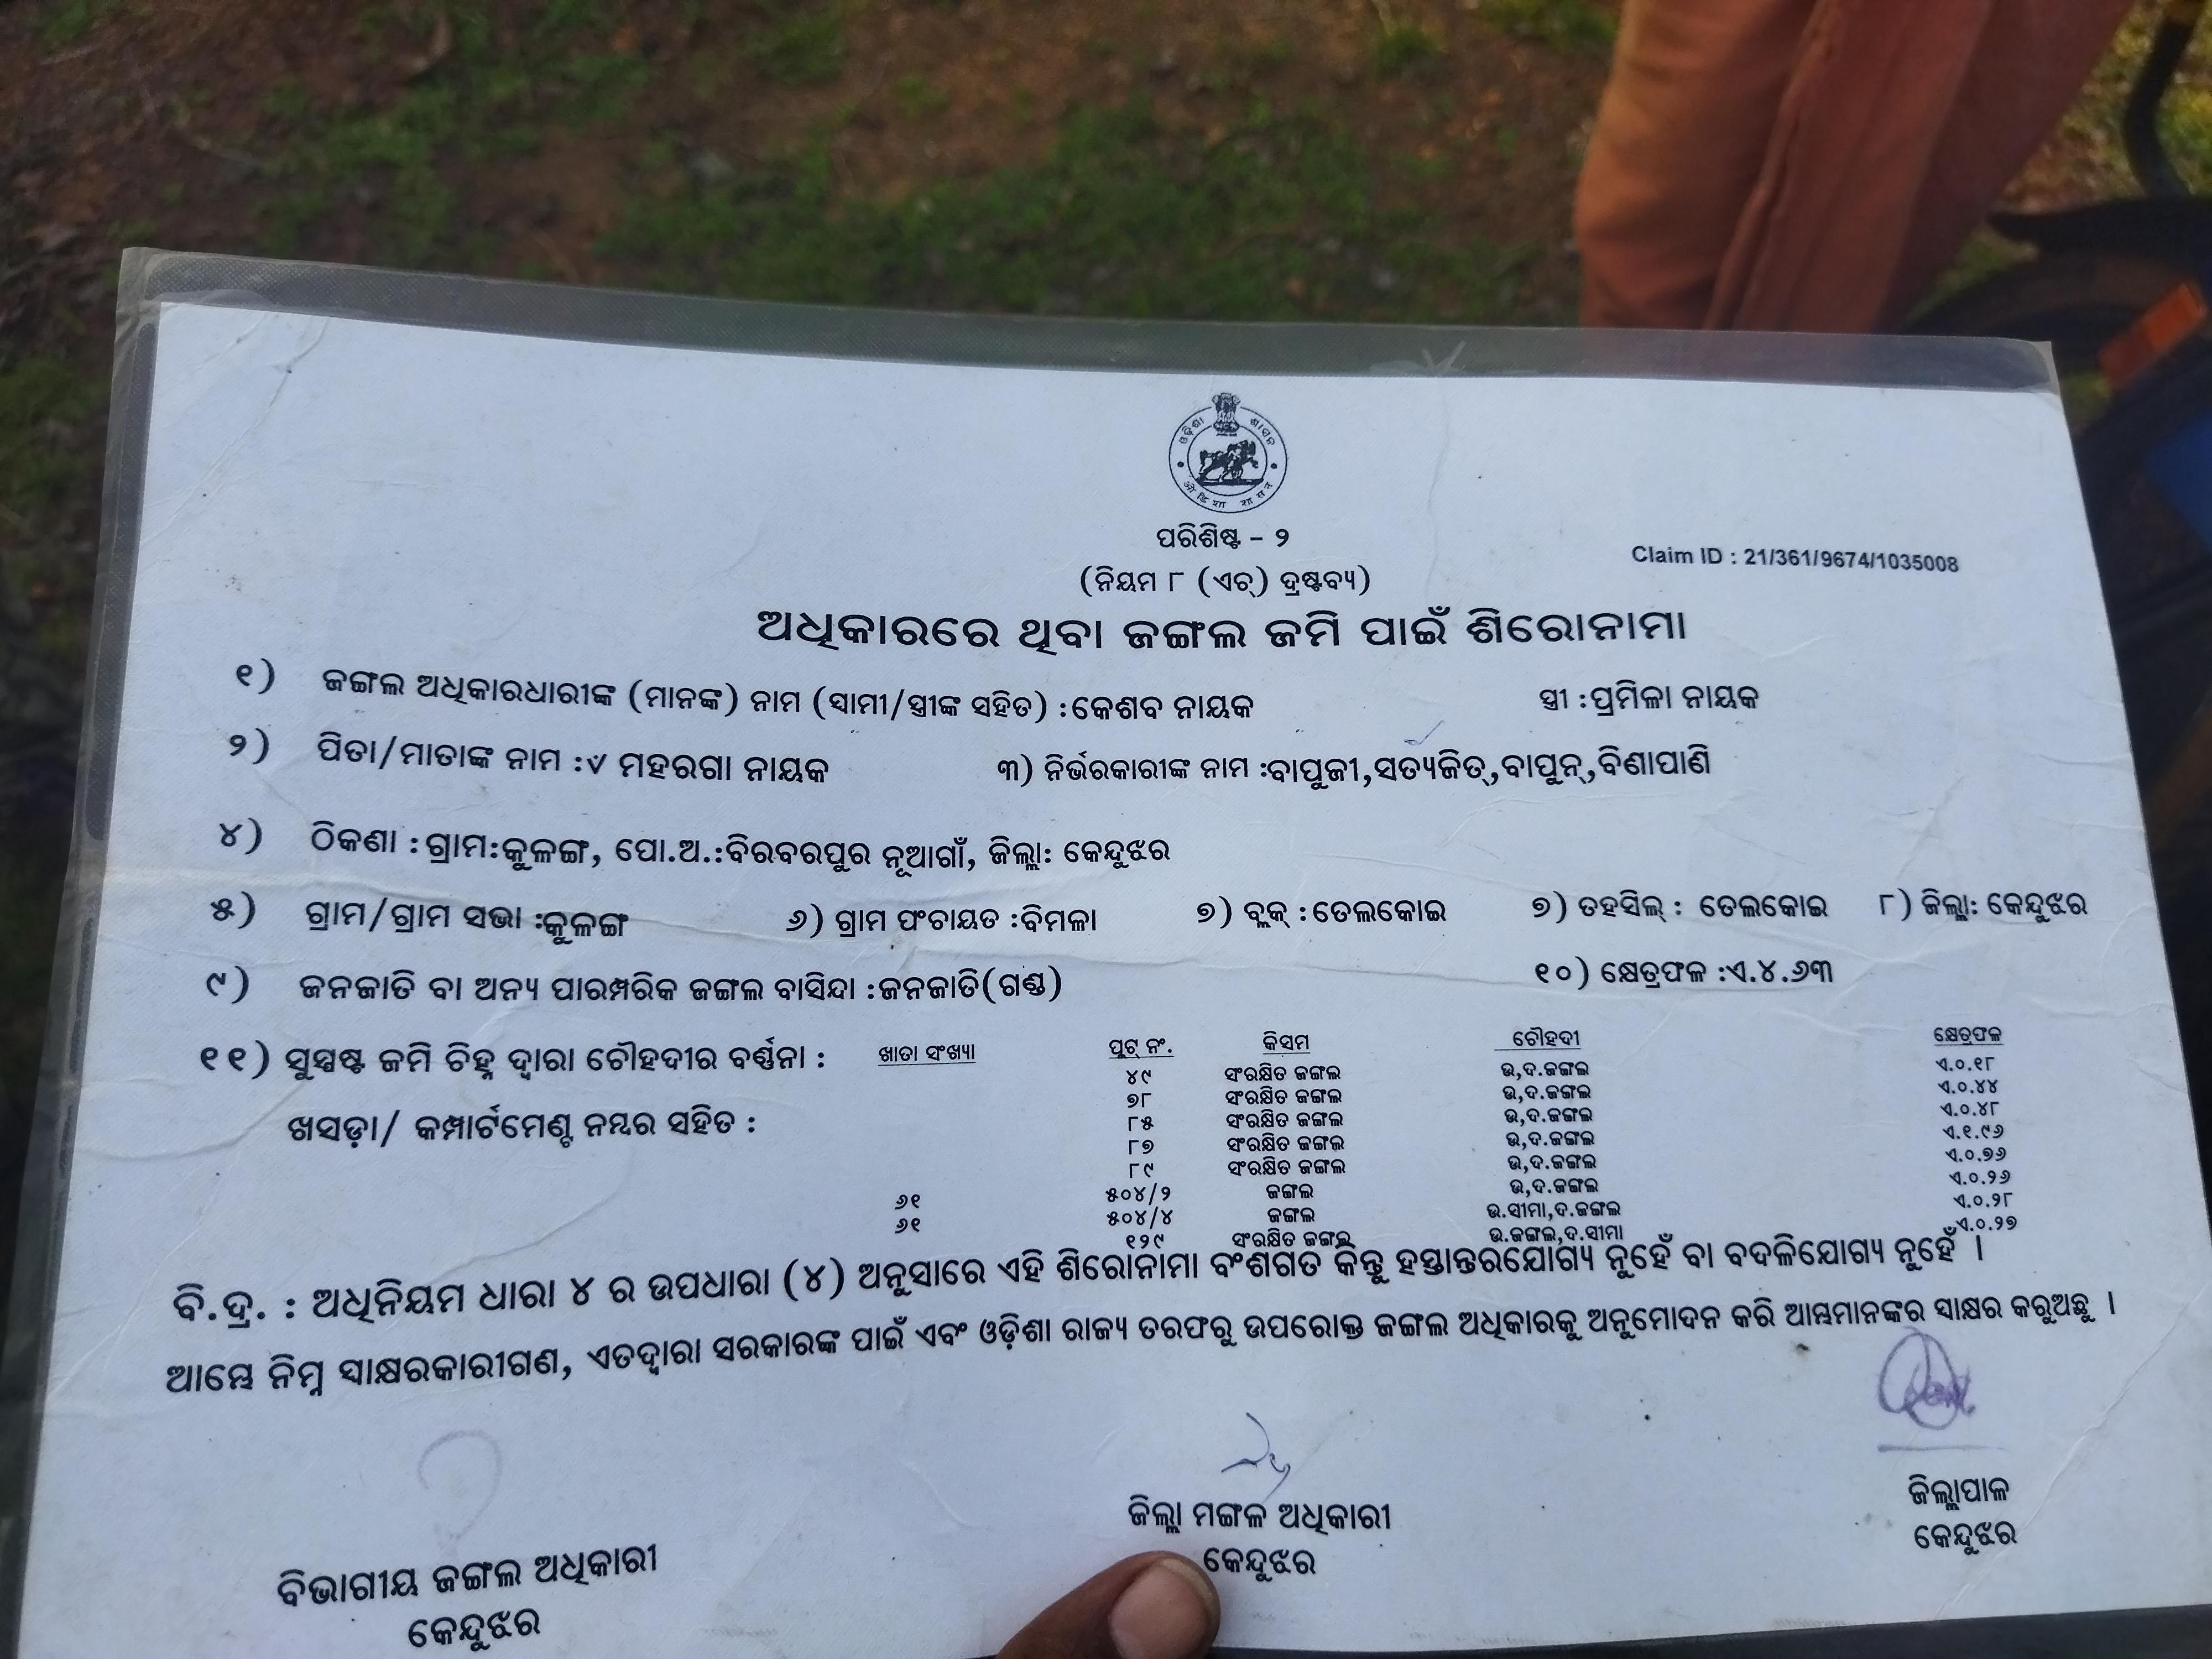 ଓଡ଼ିଶା ଶାସନ
ओडिशा शासन
ପରିଶିଷ୍ଟ - ୨
(ନିୟମ ୮ (ଏଚ୍) ଦ୍ରଷ୍ଟବ୍ୟ)
Claim ID : 21/361/9674/1035008
ଅଧିକାରରେ ଥିବା ଜଙ୍ଗଲ ଜମି ପାଇଁ ଶିରୋନାମା
୧) ଜଙ୍ଗଲ ଅଧିକାରଧାରୀଙ୍କ (ମାନଙ୍କ) ନାମ (ସ୍ୱାମୀ/ସ୍ତ୍ରୀଙ୍କ ସହିତ) : କେଶବ ନାୟକ ସ୍ତ୍ରୀ : ପ୍ରମିଳା ନାୟକ
୨) ପିତା/ମାତାଙ୍କ ନାମ : ମହରଗା ନାୟକ ୩) ନିର୍ଭରକାରୀଙ୍କ ନାମ :ବାପୁଜୀ,ସତ୍ୟଜିତ୍,ବାପୁନ୍,ବିଣାପାଣି
୪) ଠିକଣା : ଗ୍ରାମ:କୁଳଙ୍ଗ, ପୋ.ଅ.:ବିରବରପୁର ନୂଆଗାଁ, ଜିଲ୍ଲା: କେନ୍ଦୁଝର
୫) ଗ୍ରାମ/ଗ୍ରାମ ସଭା :କୁଳଙ୍ଗ ୬) ଗ୍ରାମ ପଂଚାୟତ :ବିମଳା ୭) ବ୍ଲକ୍ : ତେଲକୋଇ ୭) ତହସିଲ୍ : ତେଲକୋଇ ୮) ଜିଲ୍ଲା: କେନ୍ଦୁଝର
୯) ଜନଜାତି ବା ଅନ୍ୟ ପାରମ୍ପରିକ ଜଙ୍ଗଲ ବାସିନ୍ଦା :ଜନଜାତି(ଗଣ୍ଡ) ୧୦) କ୍ଷେତ୍ରଫଳ :ଏ.୪.୬୩
୧୧) ସୁସ୍ପଷ୍ଟ ଜମି ଚିହ୍ନ ଦ୍ୱାରା ଚୌହଦୀର ବର୍ଣ୍ଣନା : ଖାତା ସଂଖ୍ୟା ପ୍ଲଟ୍ ନଂ. କିସମ ଚୌହଦୀ କ୍ଷେତ୍ରଫଳ
୪୯ ସଂରକ୍ଷିତ ଜଙ୍ଗଲ ଉ,ଦ.ଜଙ୍ଗଲ ଏ.୦.୧୮
୭୮ ସଂରକ୍ଷିତ ଜଙ୍ଗଲ ଉ,ଦ.ଜଙ୍ଗଲ ଏ.୦.୪୪
ଖସଡ଼ା/ କମ୍ପାର୍ଟମେଣ୍ଟ ନମ୍ବର ସହିତ : ୮୫ ସଂରକ୍ଷିତ ଜଙ୍ଗଲ ଉ,ଦ.ଜଙ୍ଗଲ ଏ.୦.୪୮
୮୭ ସଂରକ୍ଷିତ ଜଙ୍ଗଲ ଉ,ଦ.ଜଙ୍ଗଲ ଏ.୧.୯୬
୮୯ ସଂରକ୍ଷିତ ଜଙ୍ଗଲ ଉ,ଦ.ଜଙ୍ଗଲ ଏ.୦.୭୬
୬୧ ୫୦୪/୨ ଜଙ୍ଗଲ ଉ,ଦ.ଜଙ୍ଗଲ ଏ.୦.୨୬
୬୧ ୫୦୪/୪ ଜଙ୍ଗଲ ଉ.ସୀମା,ଦ.ଜଙ୍ଗଲ ଏ.୦.୨୮
୧୨୯ ସଂରକ୍ଷିତ ଜଙ୍ଗଲ ଉ.ଜଙ୍ଗଲ,ଦ.ସୀମା ଏ.୦.୨୭
ବି.ଦ୍ର. : ଅଧିନିୟମ ଧାରା ୪ ର ଉପଧାରା (୪) ଅନୁସାରେ ଏହି ଶିରୋନାମା ବଂଶଗତ କିନ୍ତୁ ହସ୍ତାନ୍ତରଯୋଗ୍ୟ ନୁହେଁ ବା ବଦଳିଯୋଗ୍ୟ ନୁହେଁ ।
ଆମ୍ଭେ ନିମ୍ନ ସାକ୍ଷରକାରୀଗଣ, ଏତଦ୍ୱାରା ସରକାରଙ୍କ ପାଇଁ ଏବଂ ଓଡ଼ିଶା ରାଜ୍ୟ ତରଫରୁ ଉପରୋକ୍ତ ଜଙ୍ଗଲ ଅଧିକାରକୁ ଅନୁମୋଦନ କରି ଆମ୍ଭମାନଙ୍କର ସାକ୍ଷର କରୁଅଛୁ ।
ବିଭାଗୀୟ ଜଙ୍ଗଲ ଅଧିକାରୀ
କେନ୍ଦୁଝର
ଜିଲ୍ଲା ମଙ୍ଗଳ ଅଧିକାରୀ
କେନ୍ଦୁଝର
ଜିଲ୍ଲାପାଳ
କେନ୍ଦୁଝର